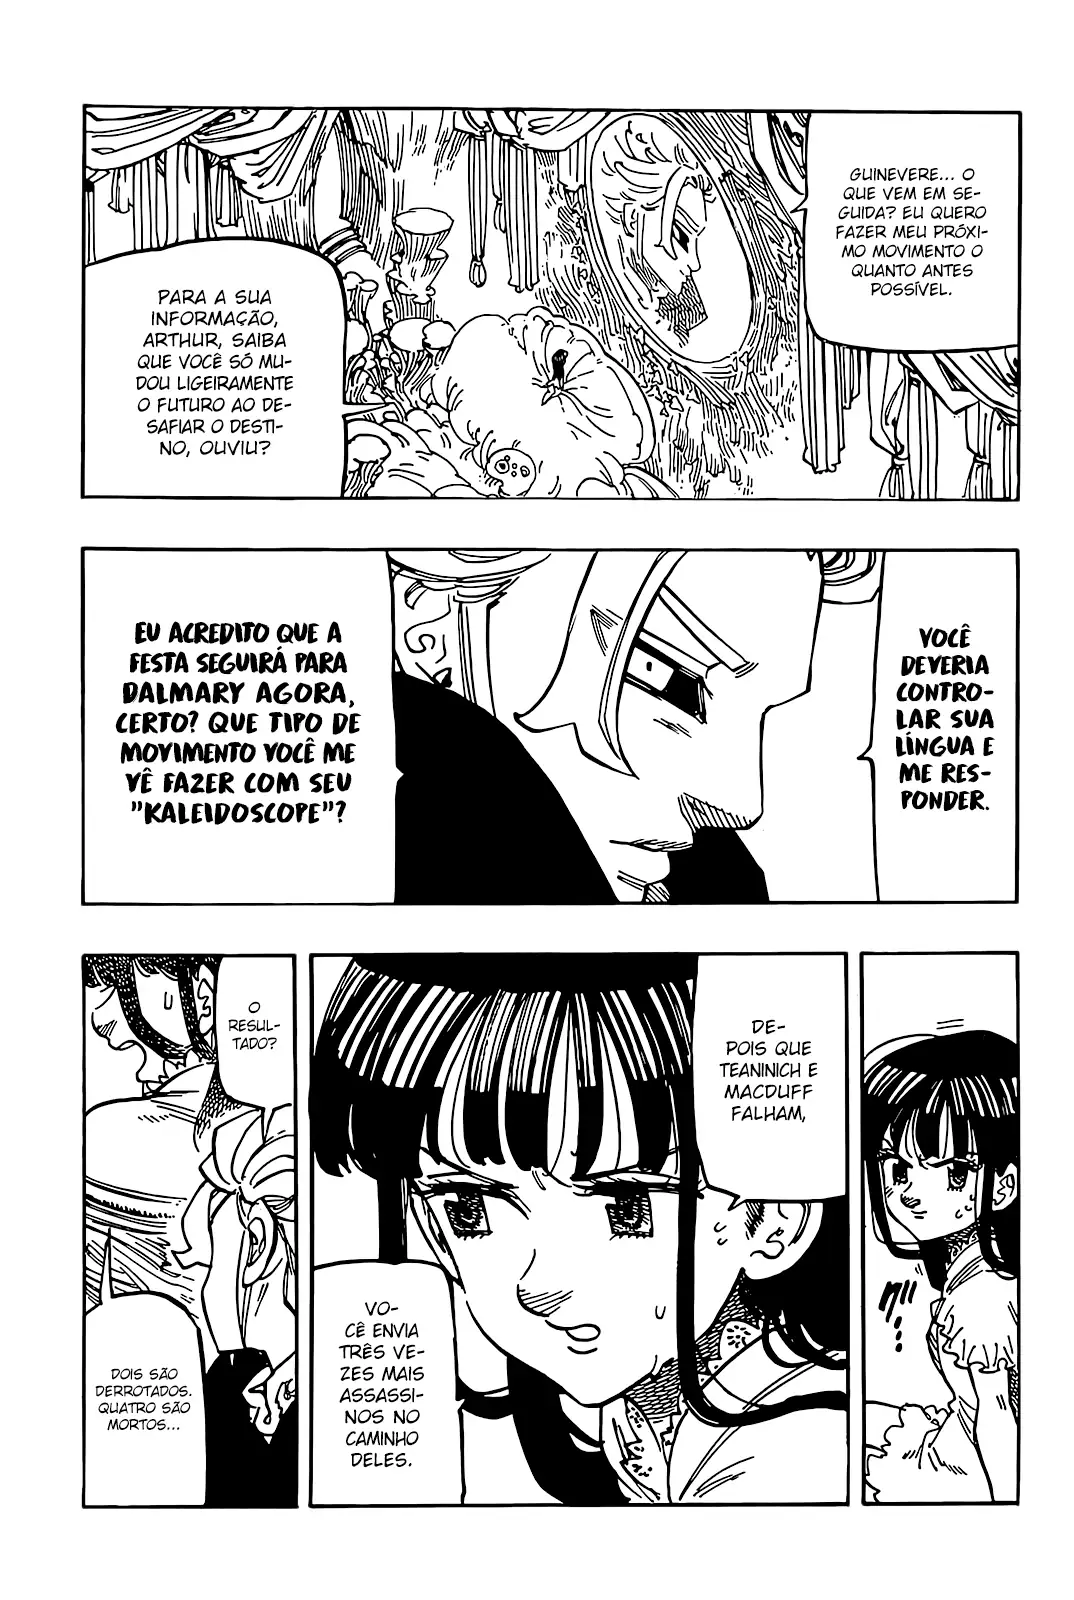 GUINEVERE... O
QUE VEM EM SE-
GUIDA? EU QUERO
FAZER MEU PRÓXI-
MO MOVIMENTO O
QUANTO ANTES
POSSÍVEL.
PARA A SUA
INFORMAÇÃO,
ARTHUR, SAIBA
QUE VOCÊ SÓ MU-
DOU LIGEIRAMENTE
O FUTURO AO DE-
SAFIAR O DESTI-
NO, OUVIU?
VOCÊ
DEVERIA
CONTRO-
LAR SUA
LÍNGUA E
ME RES-
PONDER.
EU ACREDITO QUE A
FESTA SEGUIRÁ PARA
DALMARY AGORA,
CERTO? QUE TIPO DE
MOVIMENTO VOCÊ ME
VÊ FAZER COM SEU
"KALEIDOSCOPE"?
DE-
POIS QUE
TEANINICH E
MACDUFF
FALHAM,
VO-
CÊ ENVIA
TRÊS VE-
ZES MAIS
ASSASSI-
NOS NO
CAMINHO
DELES.
O
RESUL-
TADO?
DOIS SÃO
DERROTADOS.
QUATRO SÃO
MORTOS...